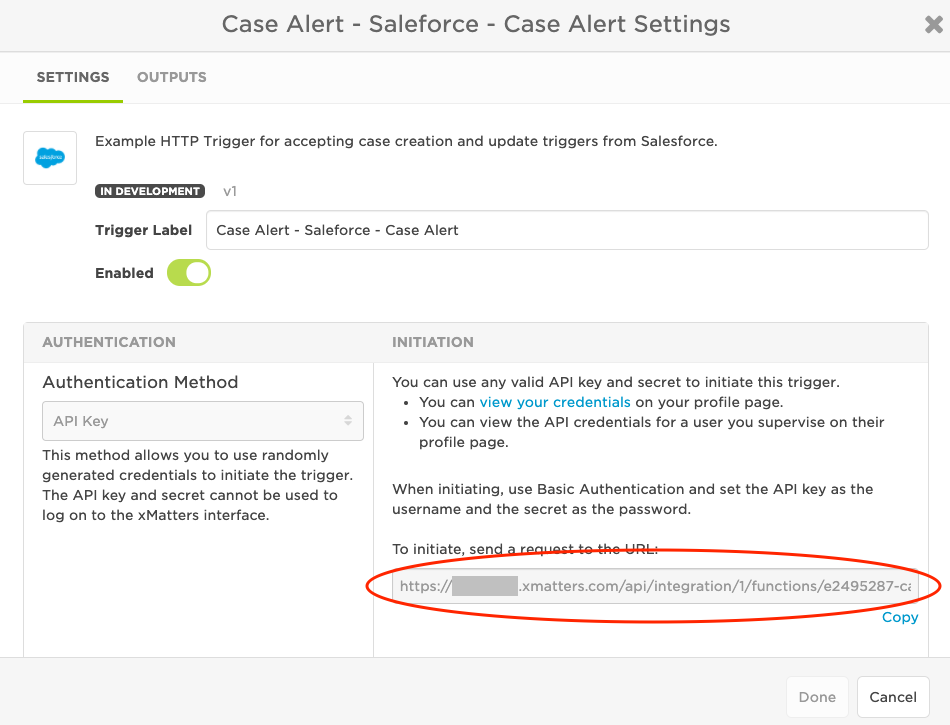 Case Alert - Saleforce - Case Alert Settings
SETTINGS OUTPUTS
salesforce
Example HTTP Trigger for accepting case creation and update triggers from Salesforce.
IN DEVELOPMENT v1
Trigger Label Case Alert - Saleforce - Case Alert
Enabled
AUTHENTICATION
Authentication Method
API Key
This method allows you to use randomly
generated credentials to initiate the trigger.
The API key and secret cannot be used to
log on to the xMatters interface.
INITIATION
You can use any valid API key and secret to initiate this trigger.
• You can view your credentials on your profile page.
• You can view the API credentials for a user you supervise on their
profile page.
When initiating, use Basic Authentication and set the API key as the
username and the secret as the password.
To initiate, send a request to the URL:
https:// .xmatters.com/api/integration/1/functions/e2495287-ca
Copy
Done Cancel